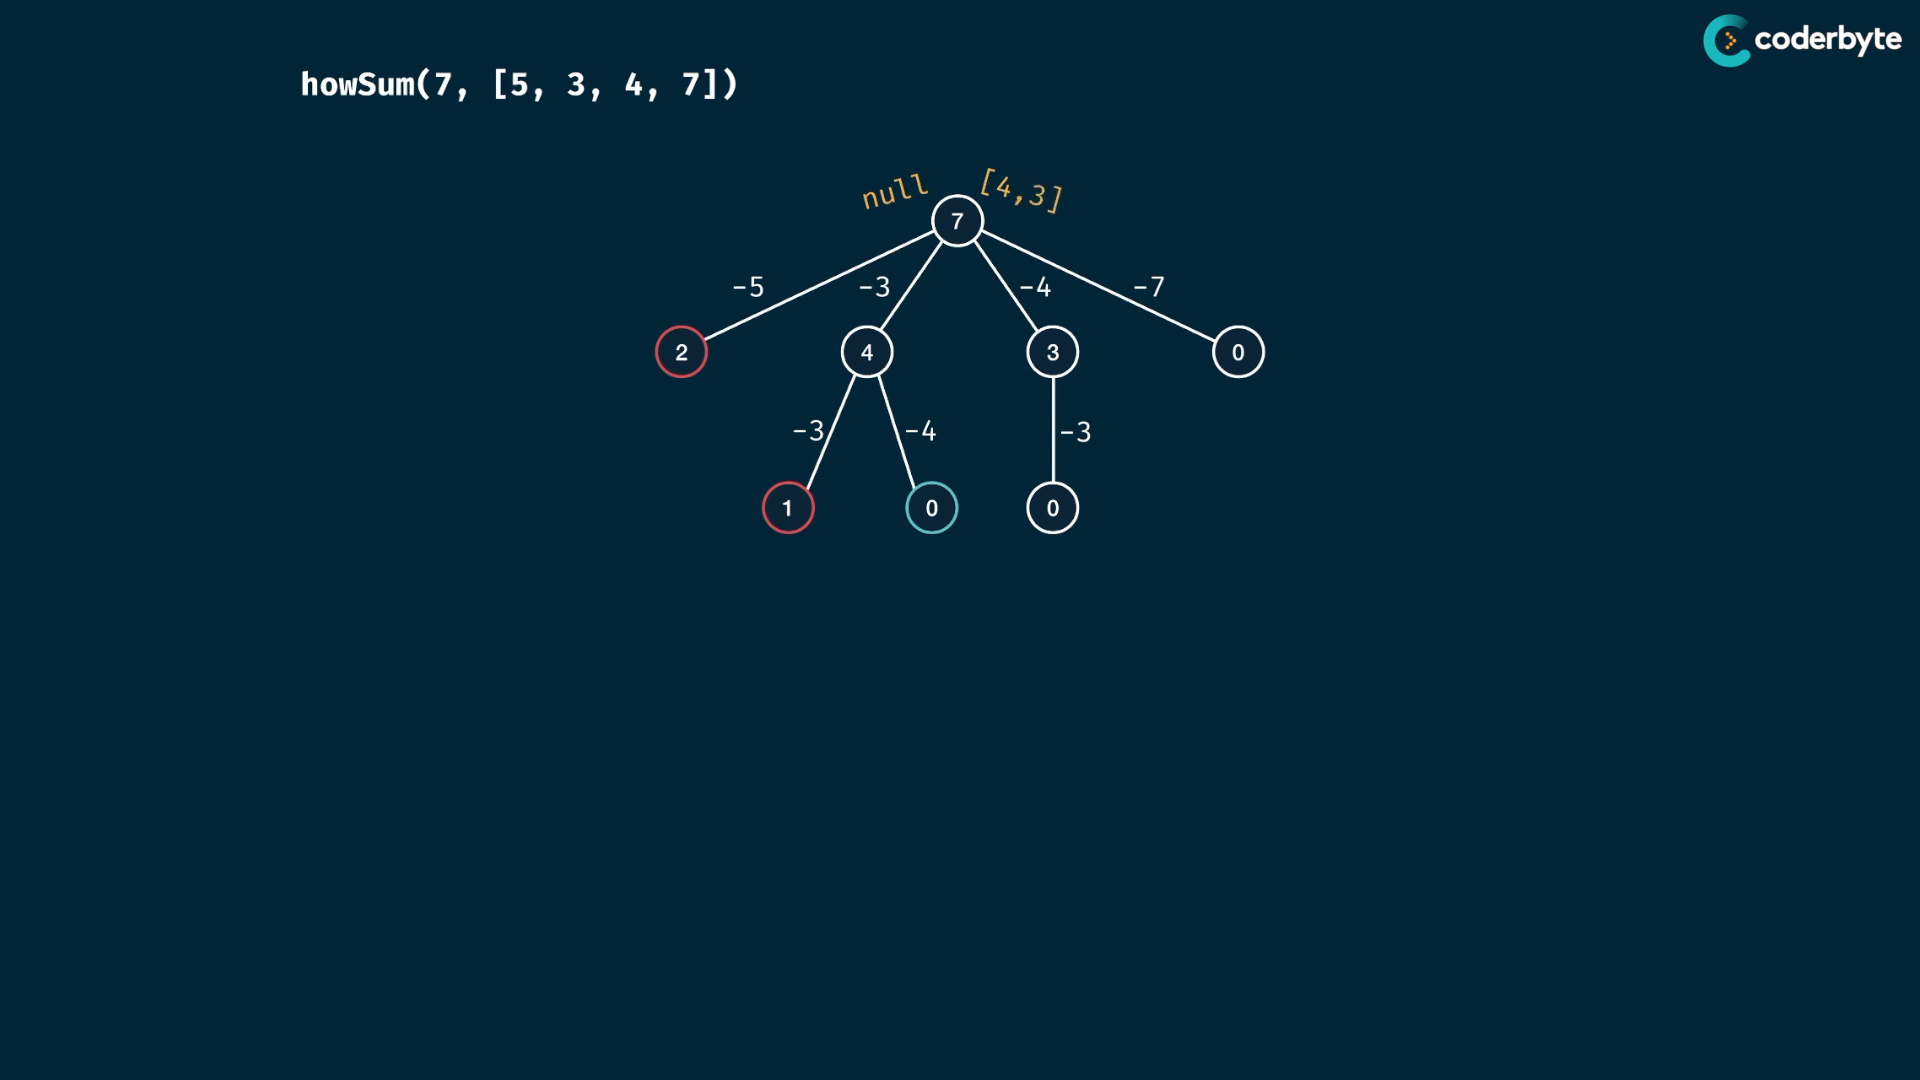 coderbyte
howSum(7, [5, 3, 4, 7])
null [4,3]
7
-5 -3 -4 -7
2 4 3 0
-3 -4 -3
1 0 0